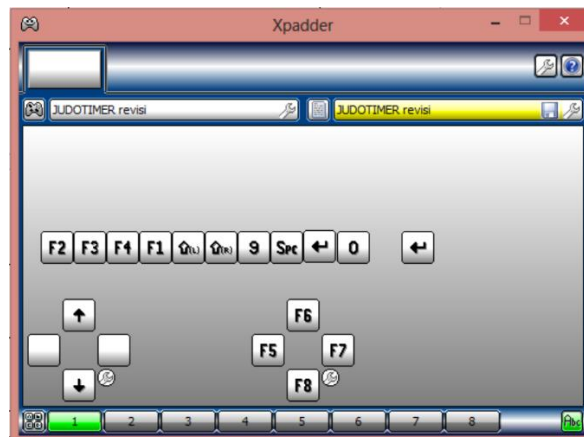 Xpadder
JUDOTIMER revisi JUDOTIMER revisi
F2 F3 F4 F1 ⇧(L) ⇧(R) 9 SPC ↵ 0 ↵
↑ F6
F5 F7
↓ F8
1 2 3 4 5 6 7 8 Abc